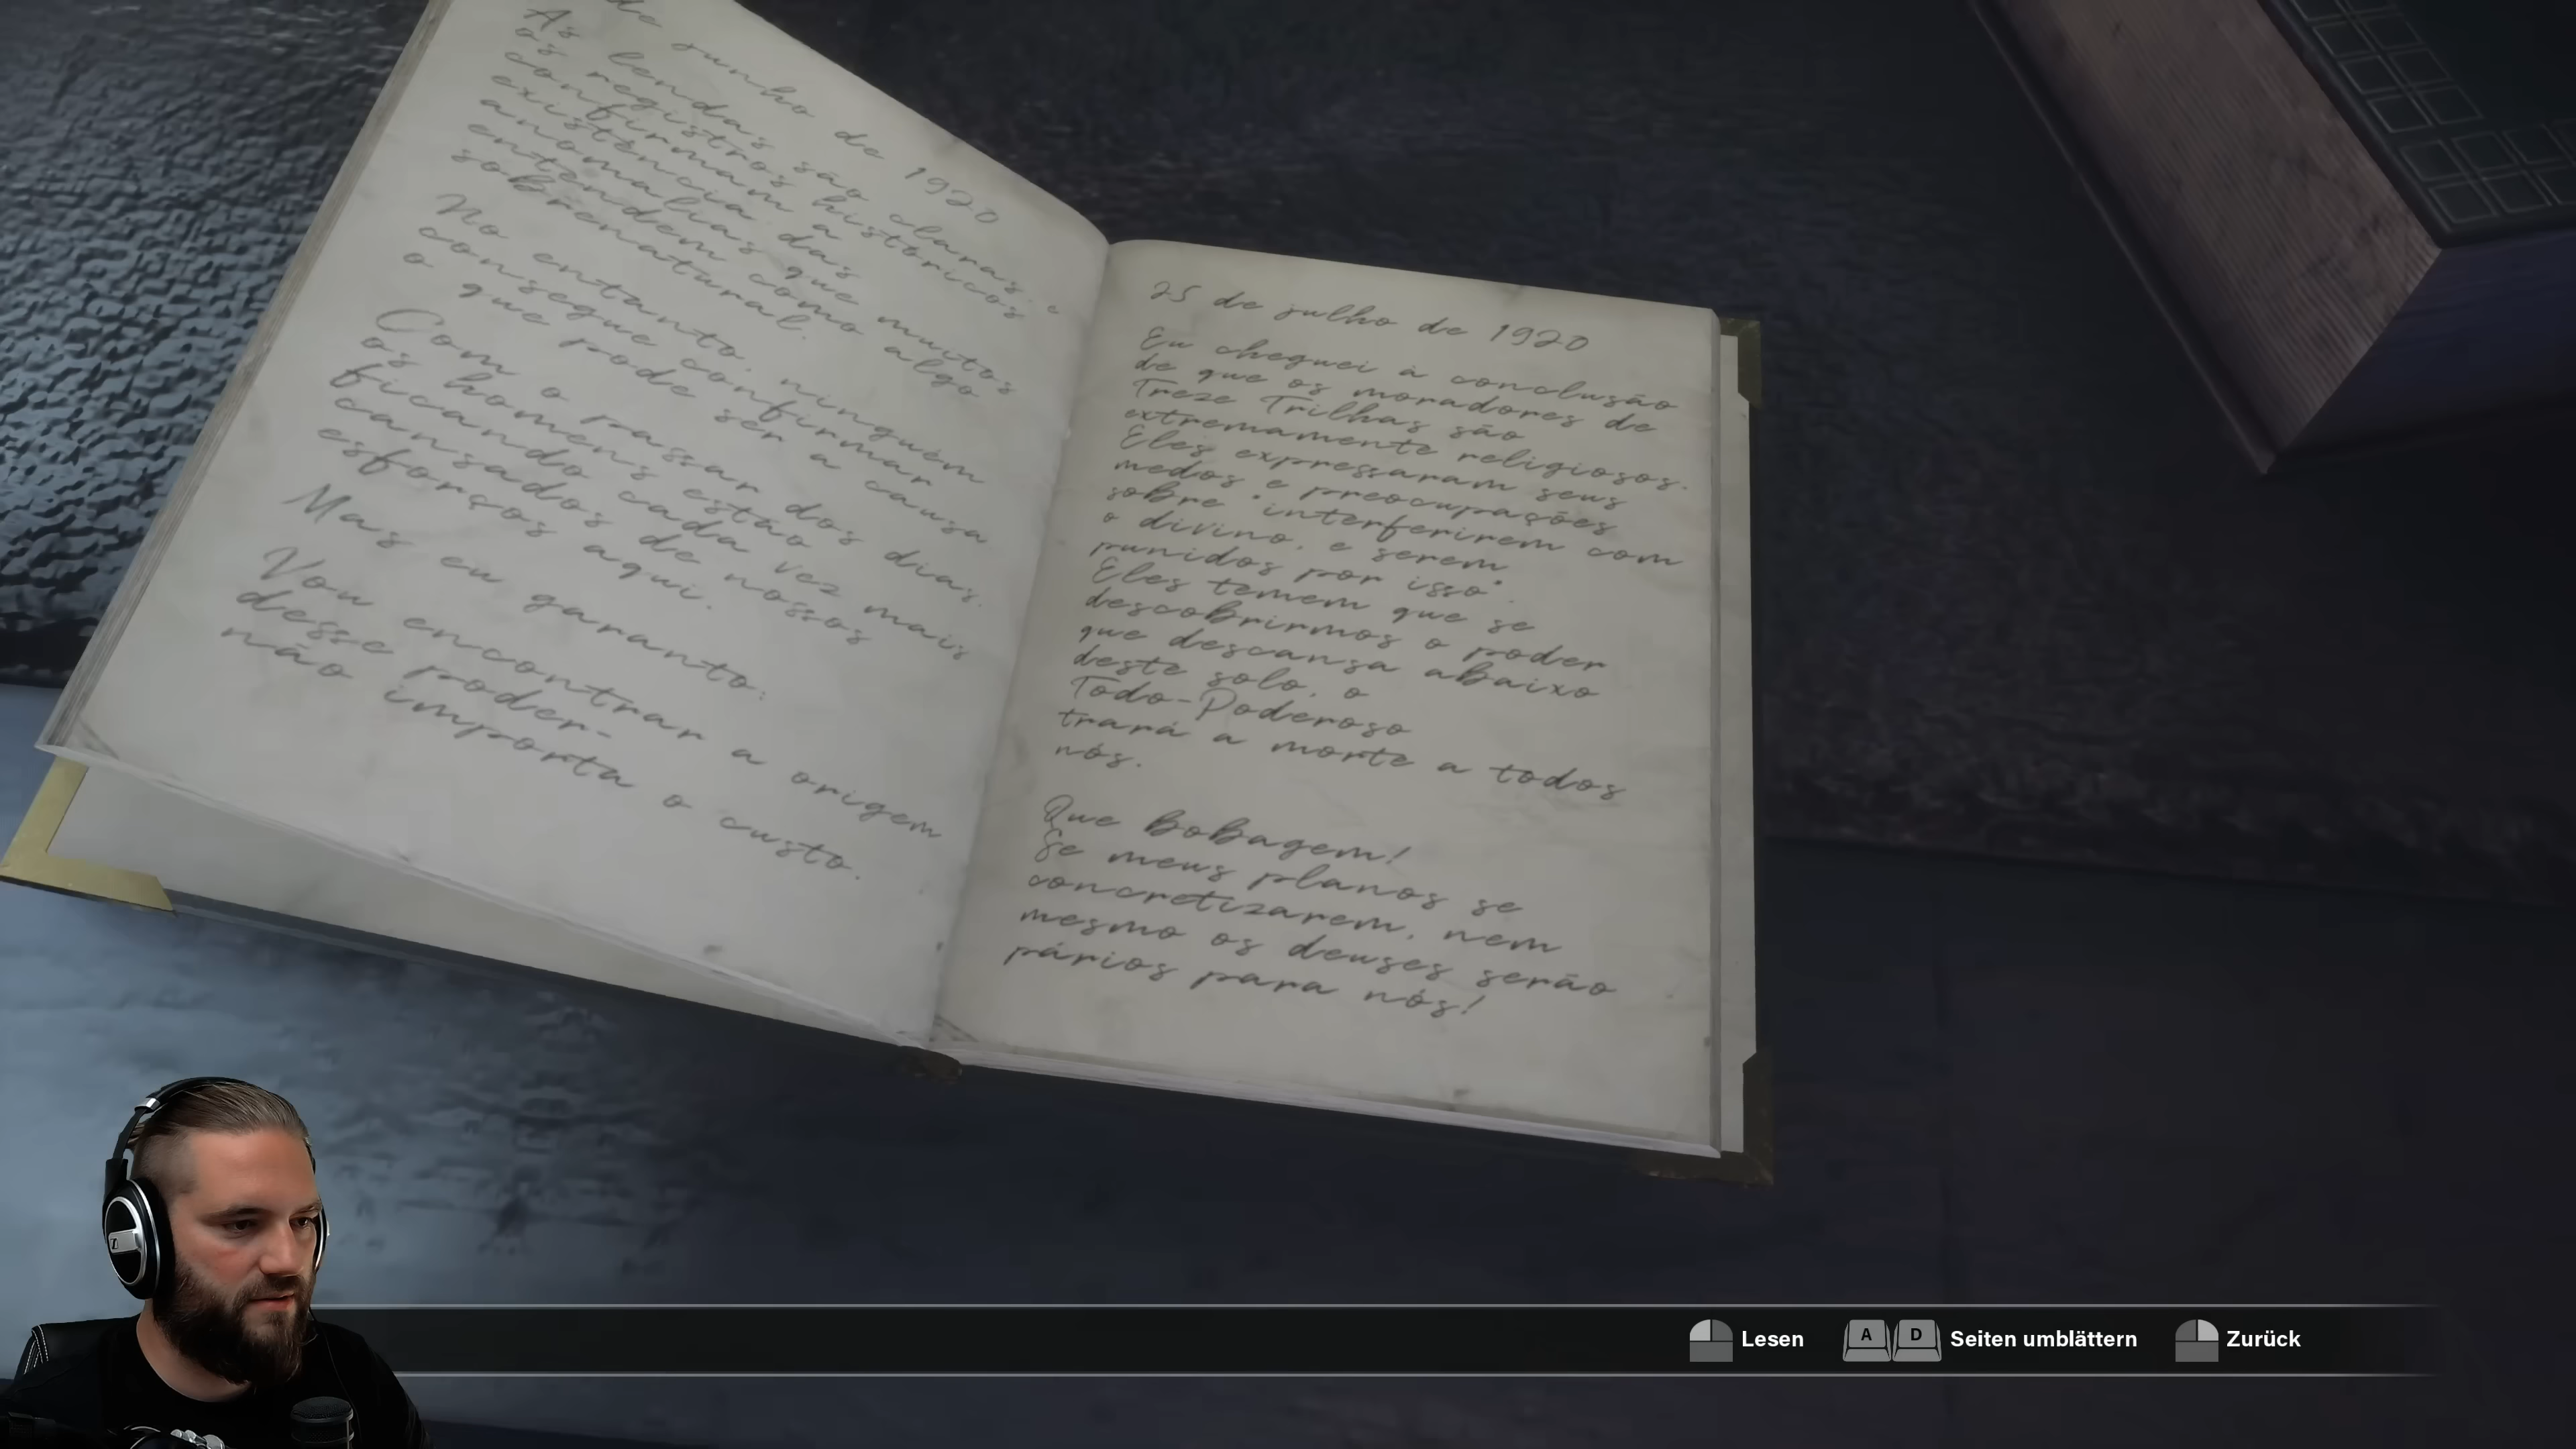 de junho de 1920
As lendas são claras, e
os registros históricos
confirmam a
existência das
anomalias que muitos
entendem como algo
sobrenatural.
No entanto, ninguém
consegue confirmar
o que pode ser a causa
Com o passar dos dias,
os homens estão
ficando cada vez mais
cansados de nossos
esforços aqui.
Mas eu garanto:
Vou encontrar a origem
desse poder-
não importa o custo.
25 de julho de 1920
Eu cheguei à conclusão
de que os moradores de
Treze Trilhas são
extremamente religiosos.
Eles expressaram seus
medos e preocupações
sobre "interferirem com
o divino, e serem
punidos por isso".
Eles temem que se
descobrirmos o poder
que descansa abaixo
deste solo, o
Todo-Poderoso
trará a morte a todos
nós.
Que bobagem!
Se meus planos se
concretizarem, nem
mesmo os deuses serão
pários para nós!
Lesen
A D Seiten umblättern
Zurück